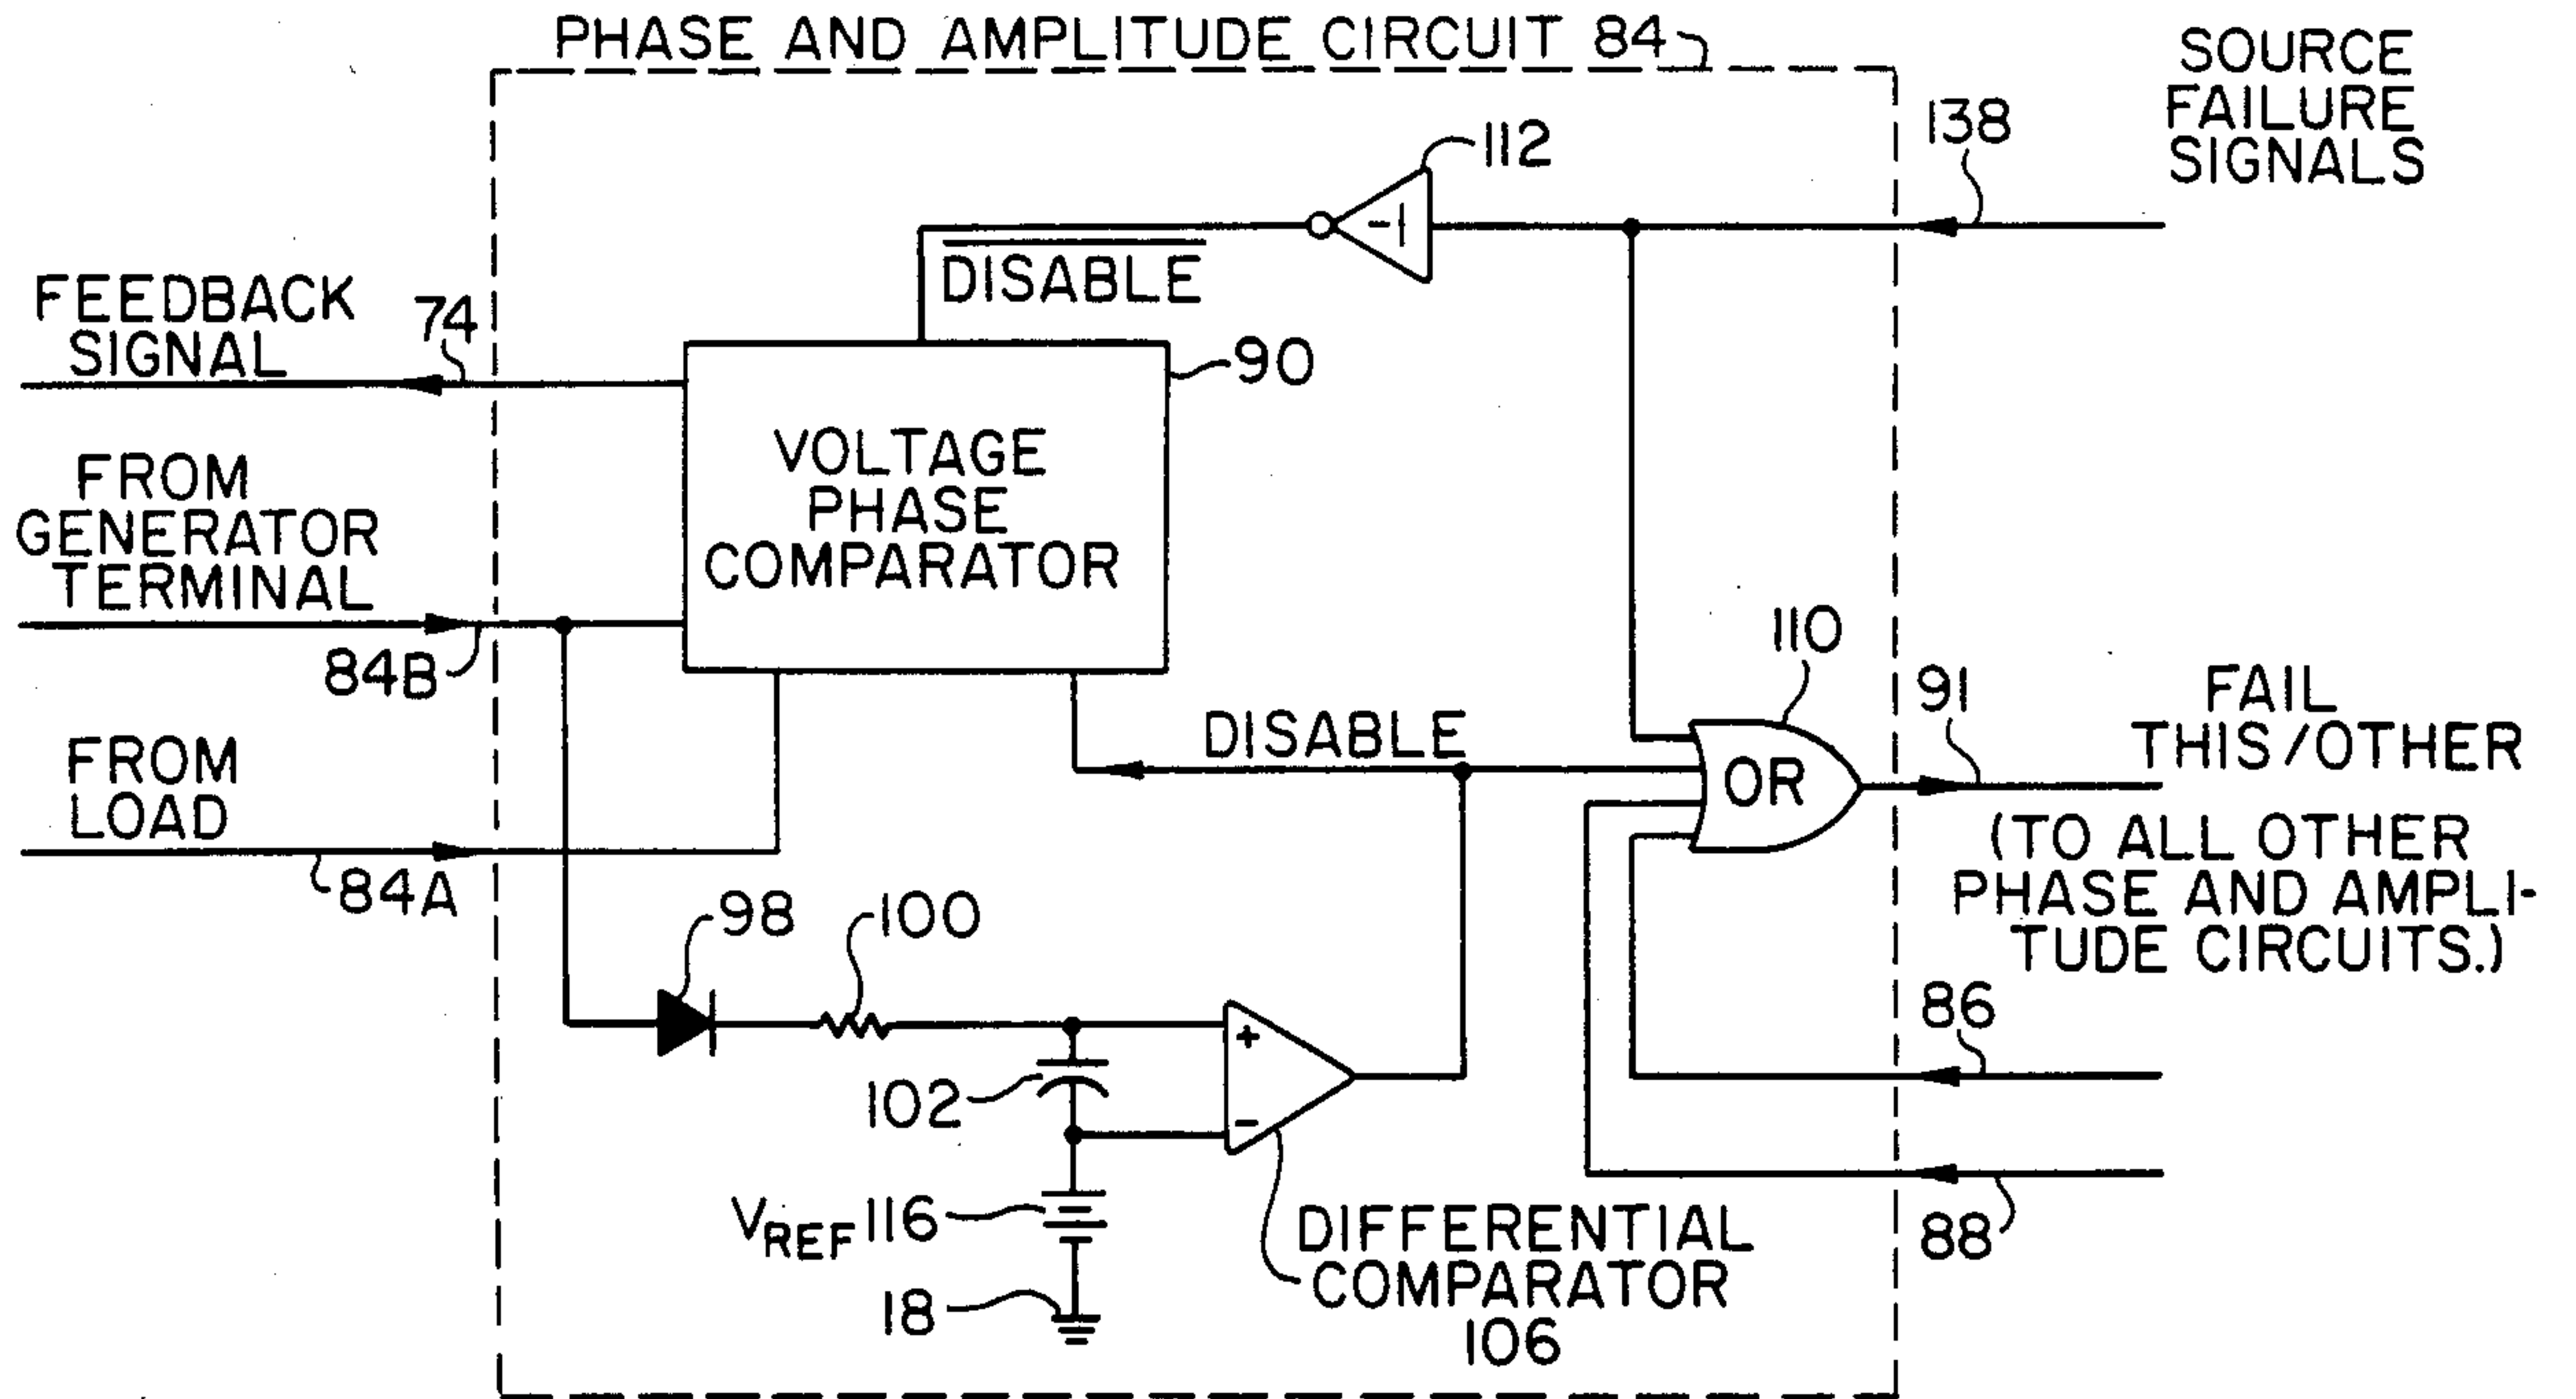 PHASE AND AMPLITUDE CIRCUIT 84
SOURCE
FAILURE
SIGNALS
138
112
DISABLE
FEEDBACK
SIGNAL
74
90
VOLTAGE
PHASE
COMPARATOR
FROM
GENERATOR
TERMINAL
84B
110
91
FAIL
THIS/OTHER
(TO ALL OTHER
PHASE AND AMPLI-
TUDE CIRCUITS.)
DISABLE
OR
FROM
LOAD
84A
98
100
86
+
102
-
VREF 116
88
DIFFERENTIAL
COMPARATOR
106
18